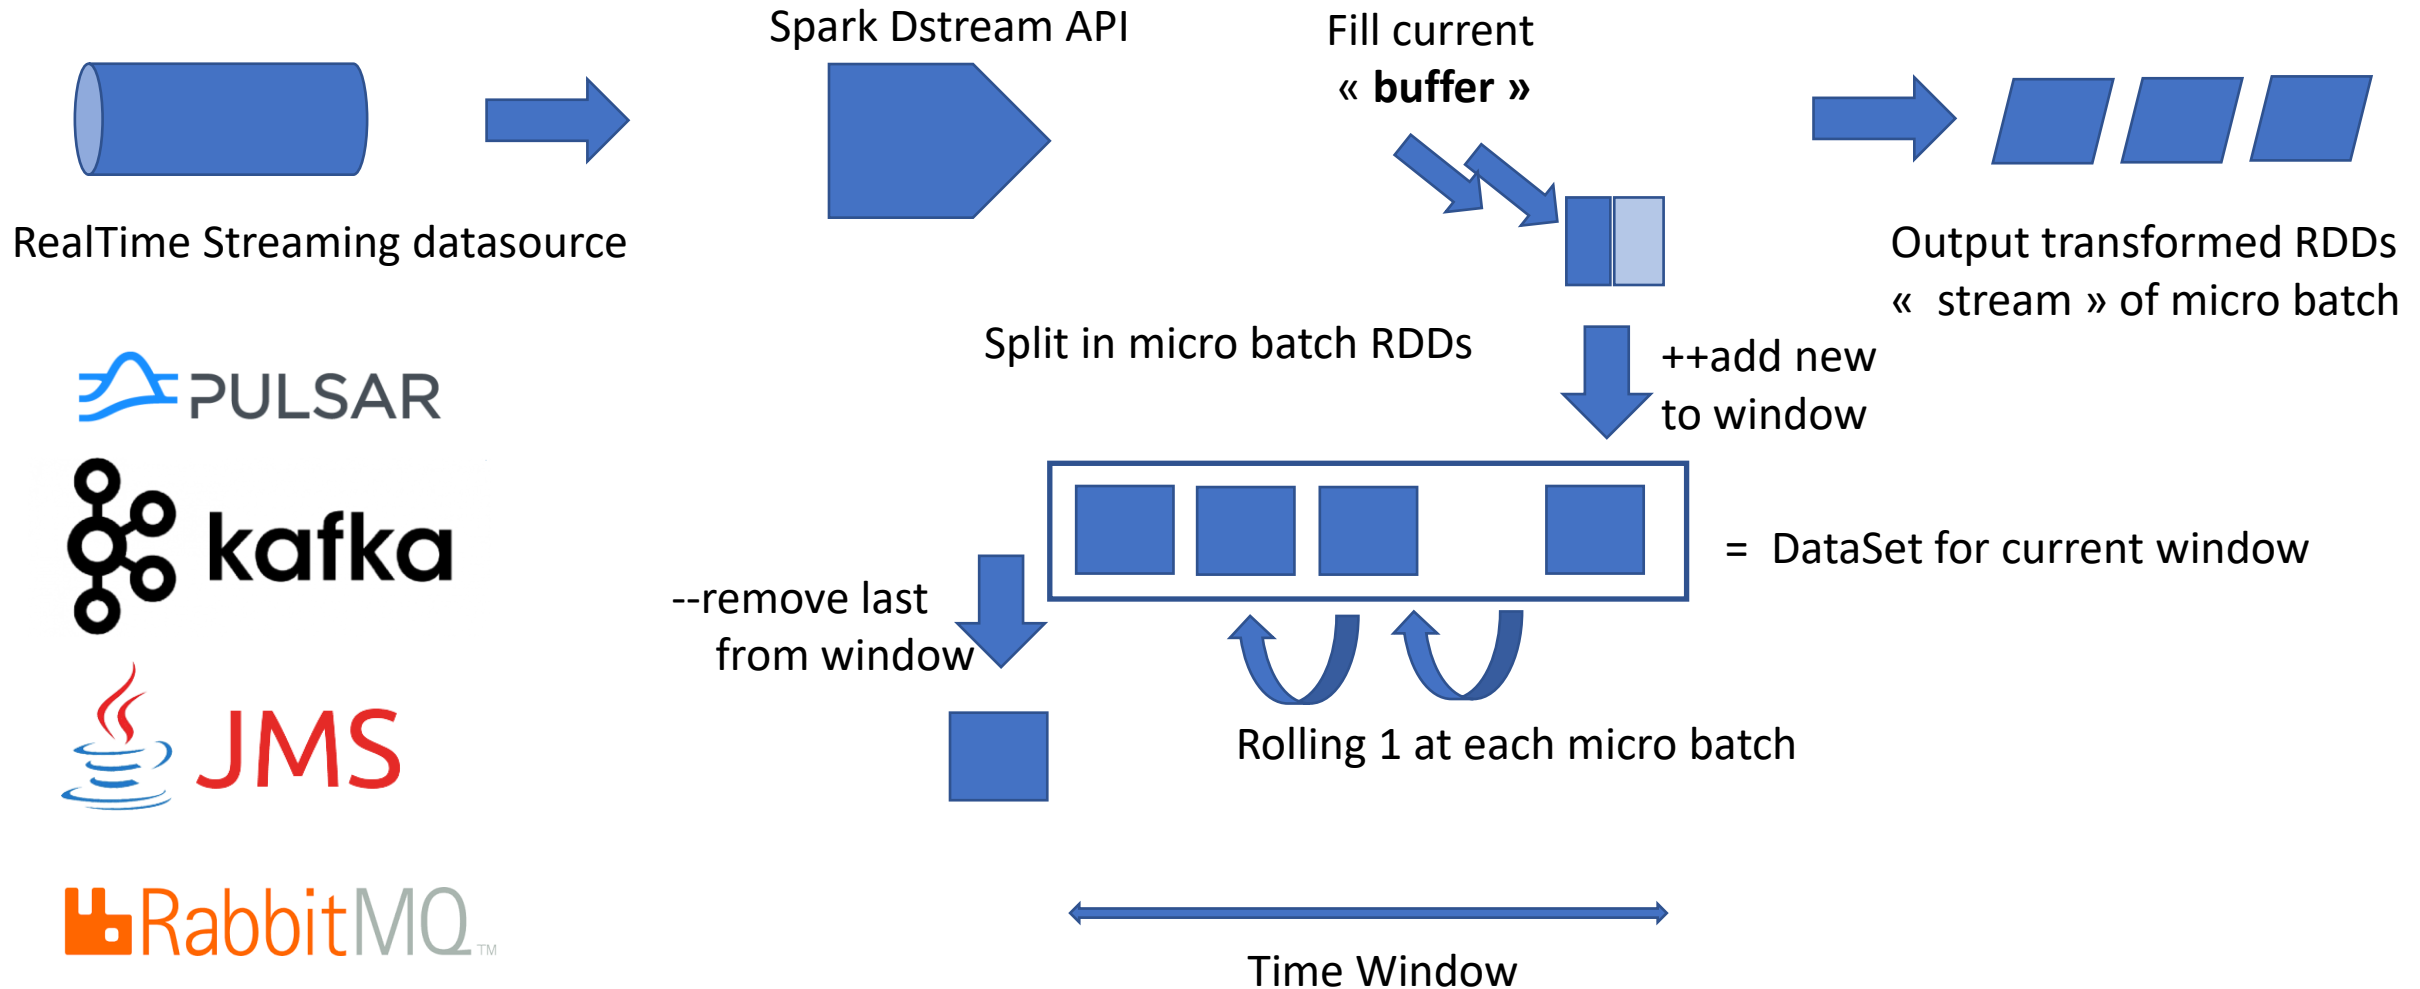 Spark Dstream API
Fill current
« buffer »
RealTime Streaming datasource
Output transformed RDDs
«  stream » of micro batch
Split in micro batch RDDs
++add new
to window
PULSAR
kafka
= DataSet for current window
--remove last
from window
JMS
Rolling 1 at each micro batch
RabbitMQ™
Time Window